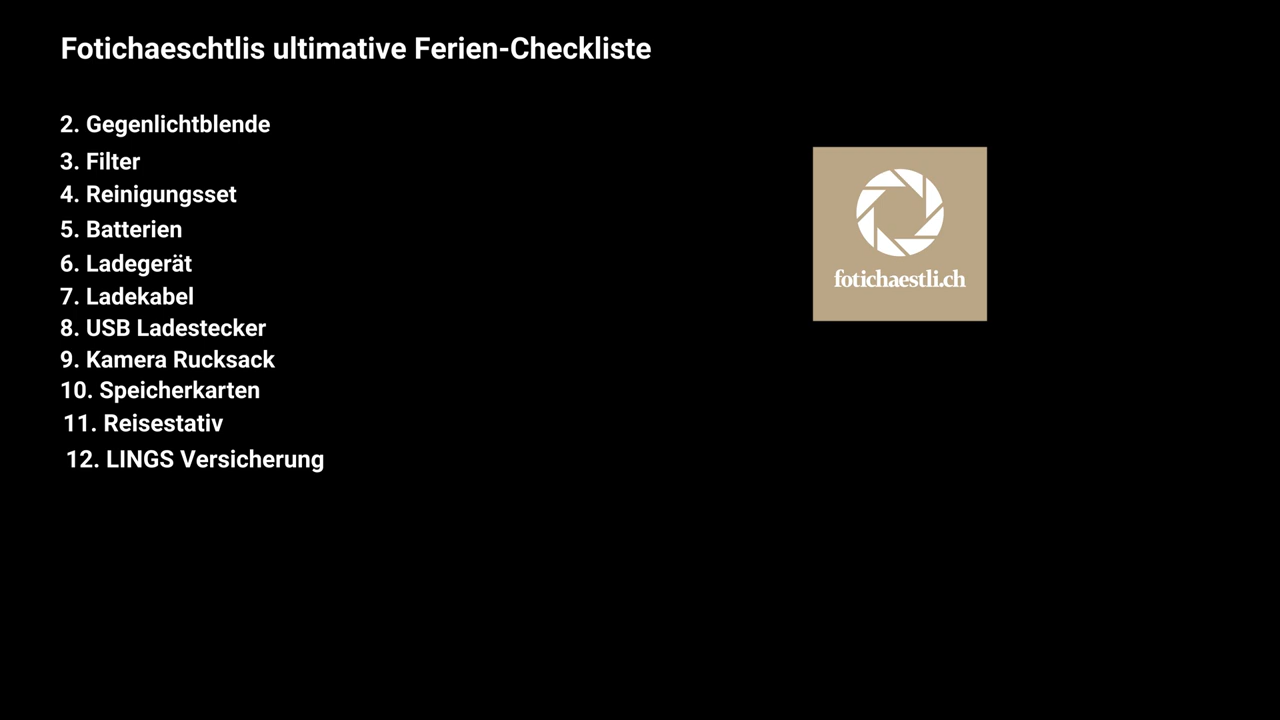 Fotichaeschtlis ultimative Ferien-Checkliste
2. Gegenlichtblende
3. Filter
4. Reinigungsset
5. Batterien
6. Ladegerät
7. Ladekabel
8. USB Ladestecker
9. Kamera Rucksack
10. Speicherkarten
11. Reisestativ
12. LINGS Versicherung
fotichaestli.ch